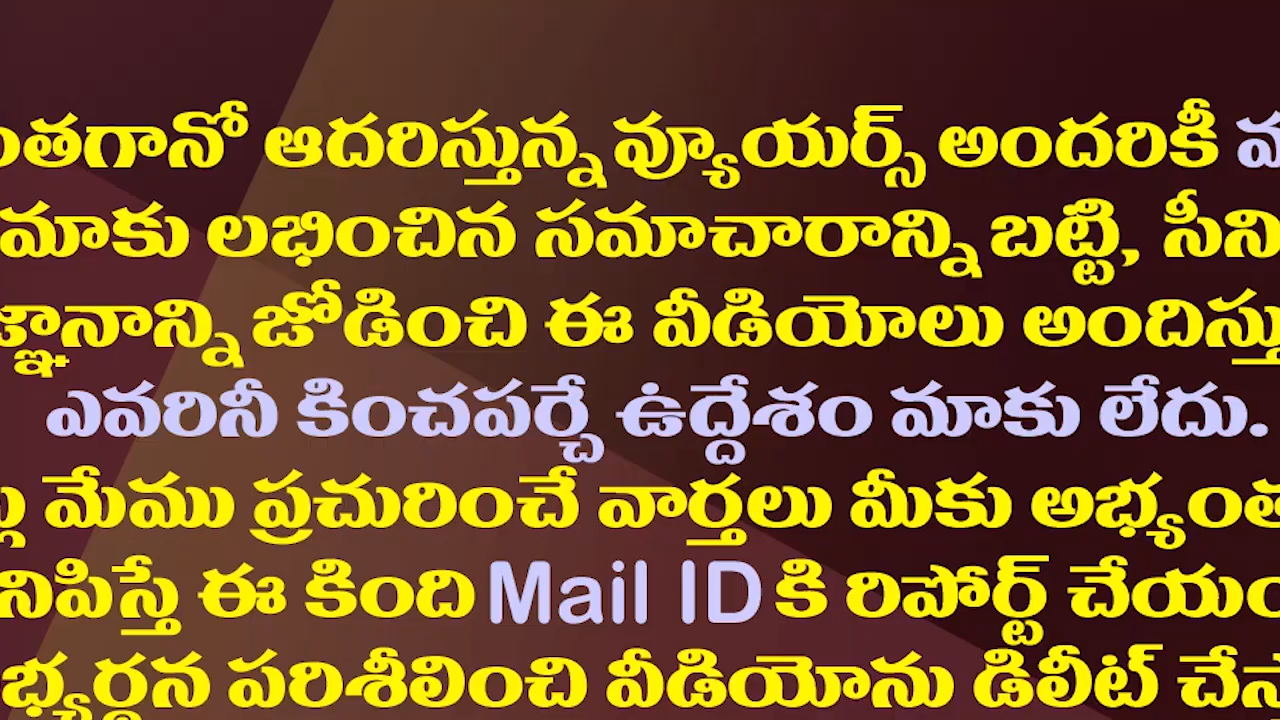 ంతగానో ఆదరిస్తున్న వ్యూయర్స్ అందరికీ
మాకు లభించిన సమాచారాన్ని బట్టి, సీని
జ్ఞానాన్ని జోడించి ఈ వీడియోలు అందిస్తు
ఎవరినీ కించపర్చే ఉద్దేశం మాకు లేదు.
మేము ప్రచురించే వార్తలు మీకు అభ్యంత
నిపిస్తే ఈ కింది Mail ID కి రిపోర్ట్ చేయం
భ్యర్థన పరిశీలించి వీడియోను డిలీట్ చేస